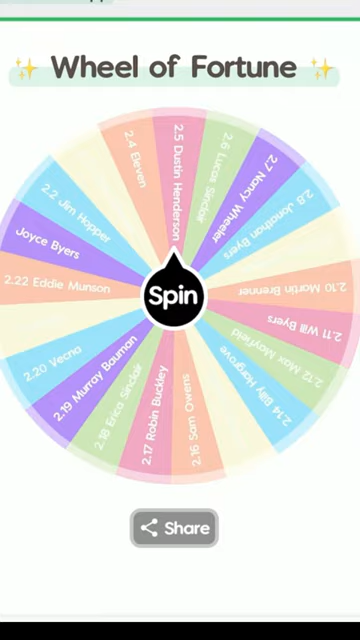 Wheel of Fortune
2.4 Eleven
2.5 Dustin Henderson
2.6 Lucas Sinclair
2.7 Nancy Wheeler
2.8 Jonathan Byers
2.10 Martin Brenner
2.11 Will Byers
2.12 Max Mayfield
2.14 Billy Hargrove
2.16 Sam Owens
2.17 Robin Buckley
2.18 Erica Sinclair
2.19 Murray Bauman
2.20 Vecna
2.22 Eddie Munson
Joyce Byers
2.2 Jim Hopper
Spin
Share